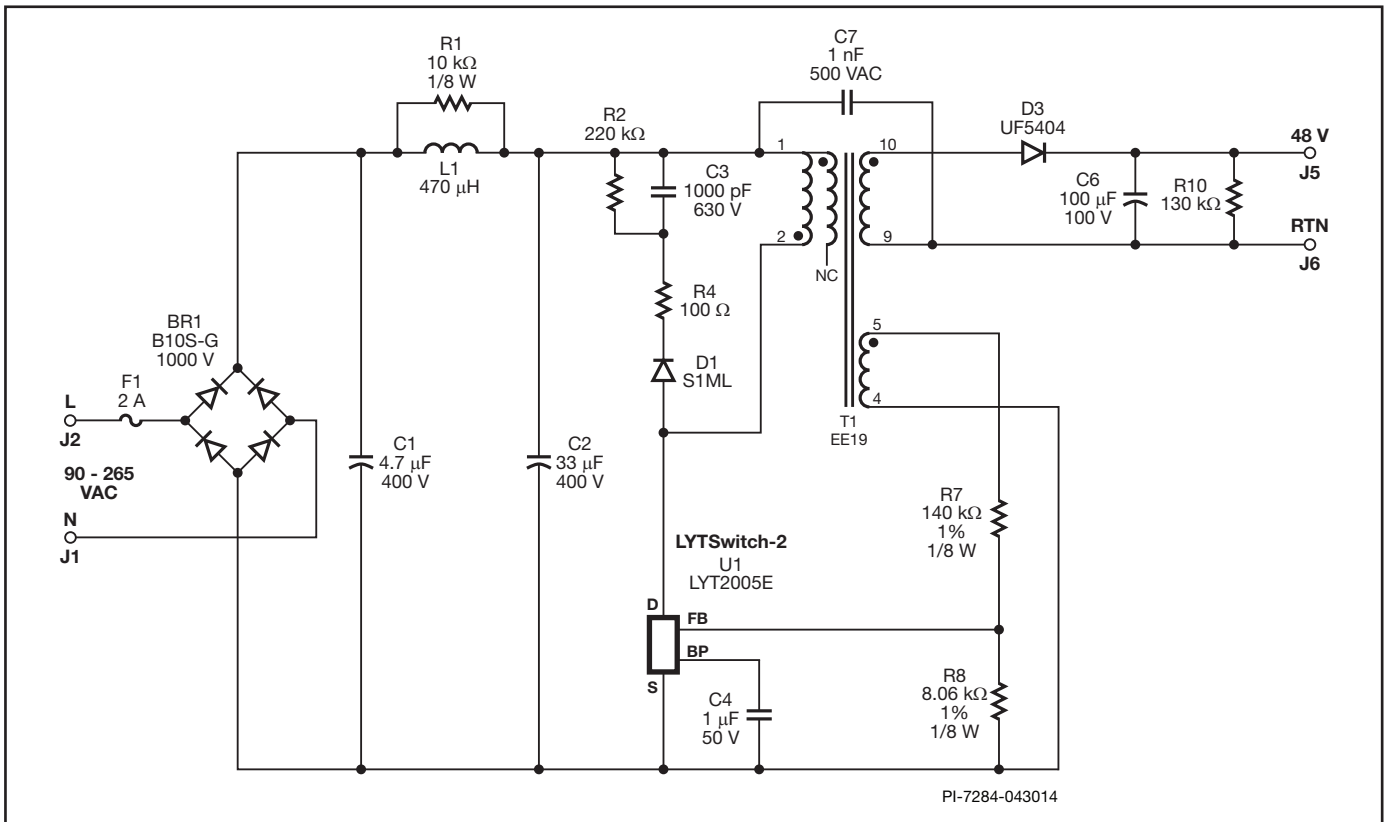 R1
10 kΩ
1/8 W
L1
470 µH
R2
220 kΩ
C3
1000 pF
630 V
C7
1 nF
500 VAC
1
2
NC
10
9
D3
UF5404
48 V
J5
C6
100 µF
100 V
R10
130 kΩ
RTN
J6
R4
100 Ω
D1
S1ML
5
4
T1
EE19
BR1
B10S-G
1000 V
F1
2 A
L
J2
90 - 265
VAC
N
J1
C1
4.7 µF
400 V
C2
33 µF
400 V
R7
140 kΩ
1%
1/8 W
LYTSwitch-2
U1
LYT2005E
D
FB
BP
S
C4
1 µF
50 V
R8
8.06 kΩ
1%
1/8 W
PI-7284-043014